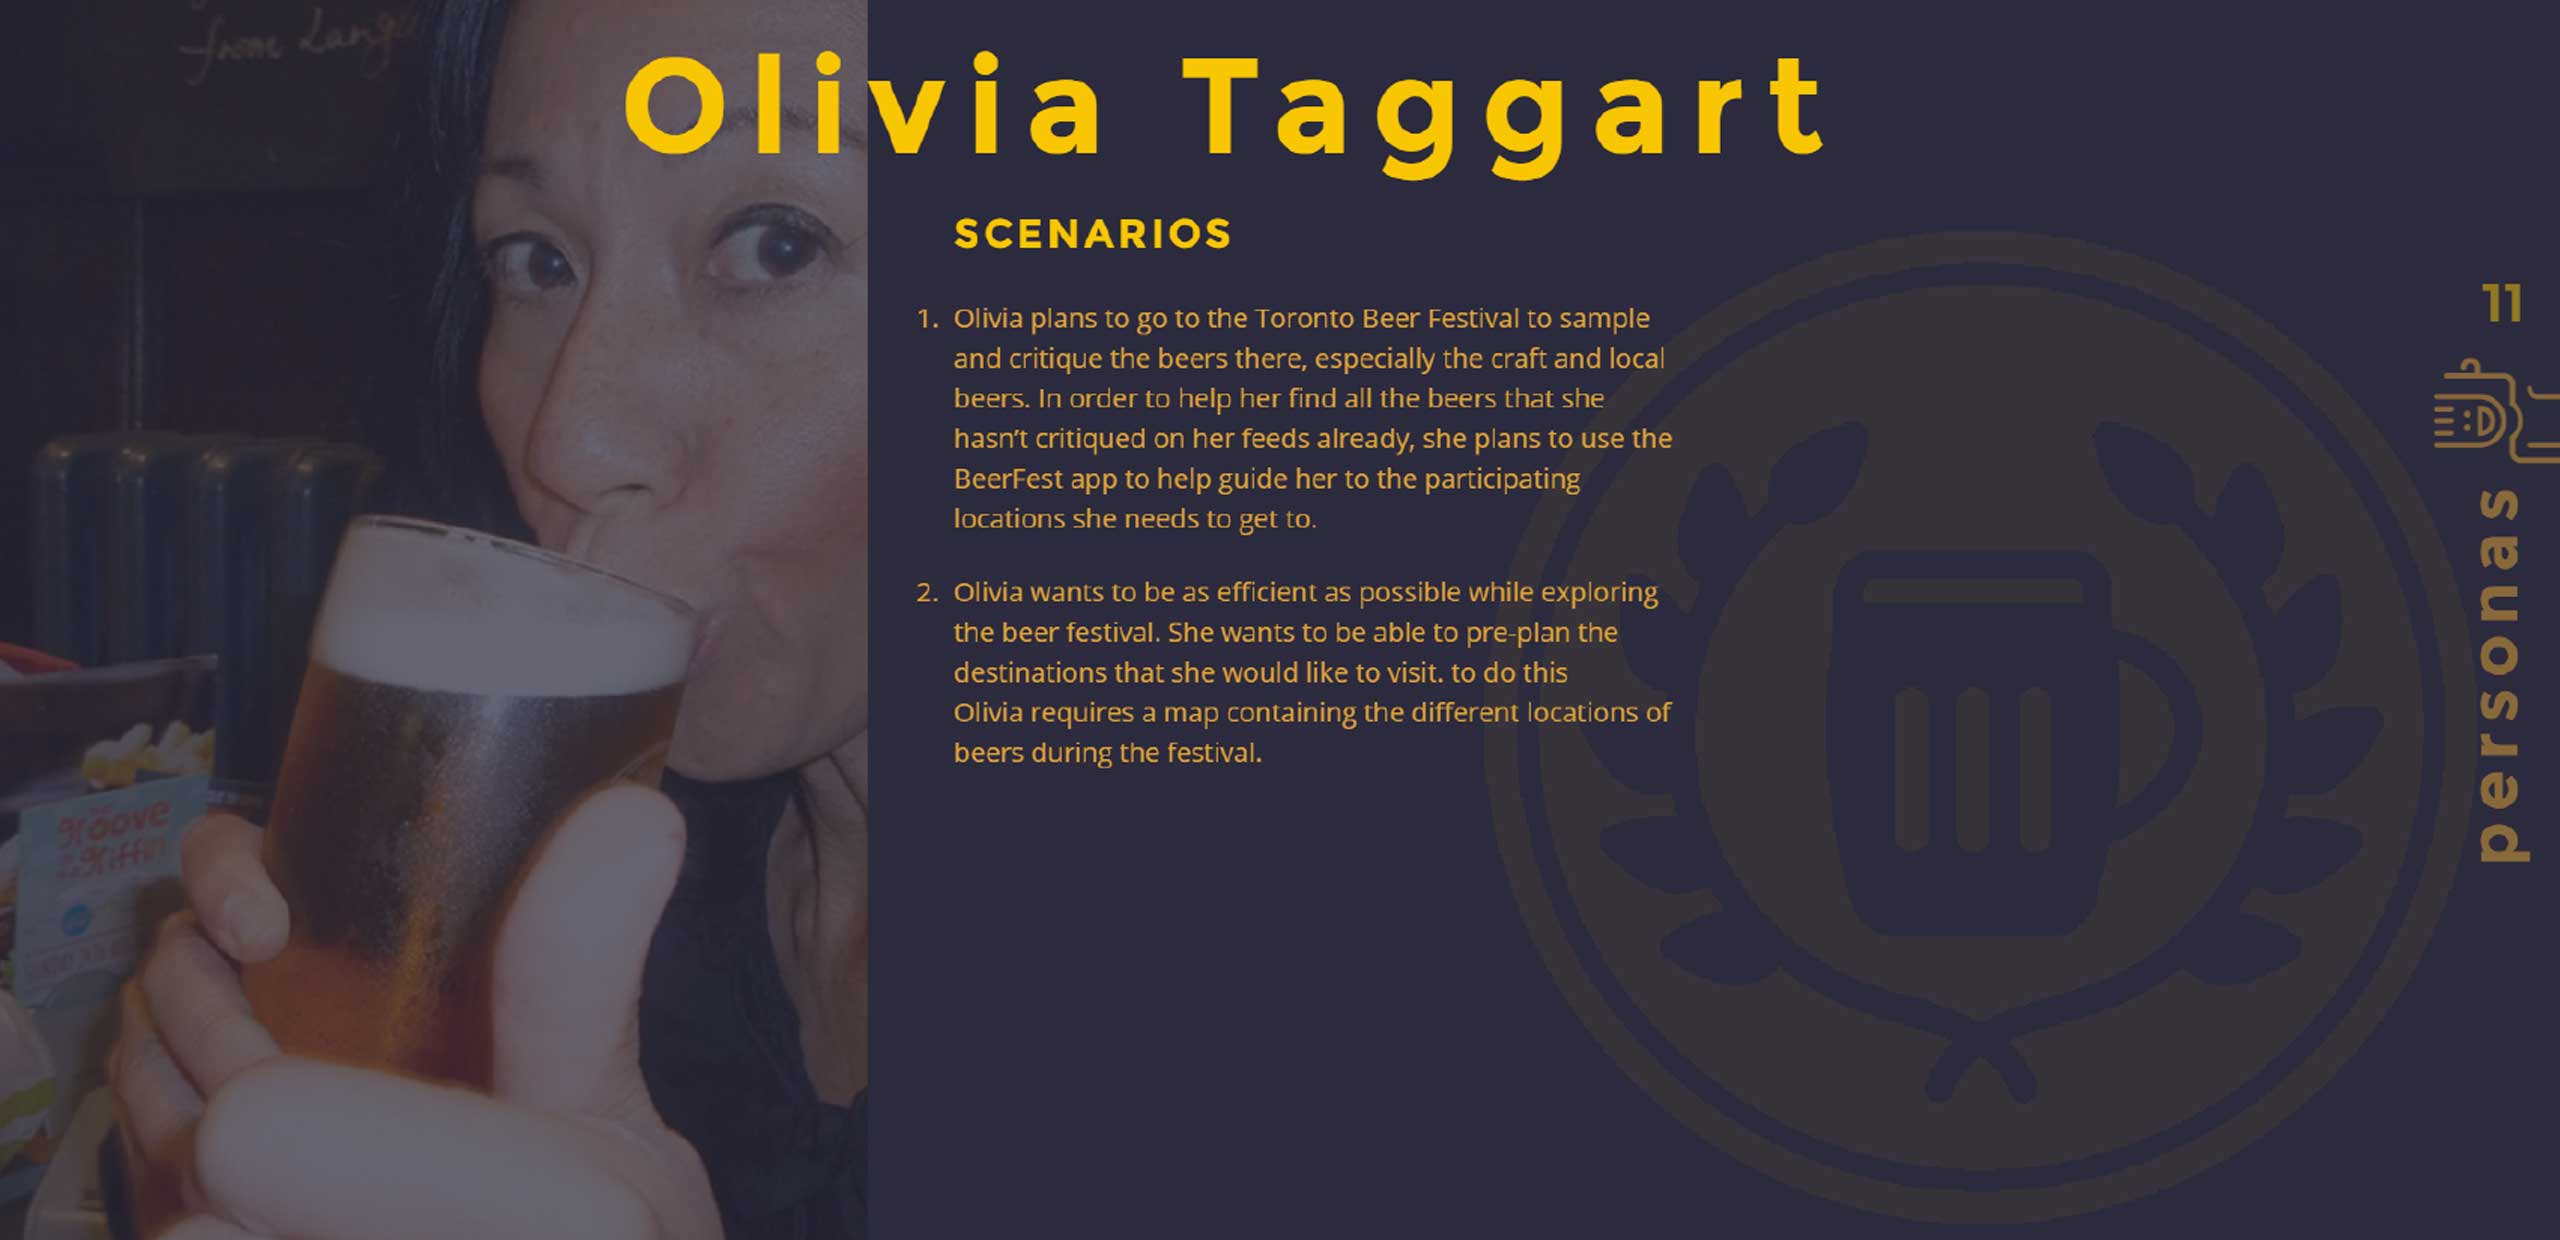 from
Olivia Taggart
SCENARIOS
1. Olivia plans to go to the Toronto Beer Festival to sample
and critique the beers there, especially the craft and local
beers. In order to help her find all the beers that she
hasn’t critiqued on her feeds already, she plans to use the
BeerFest app to help guide her to the participating
locations she needs to get to.
2. Olivia wants to be as efficient as possible while exploring
the beer festival. She wants to be able to pre-plan the
destinations that she would like to visit. to do this
Olivia requires a map containing the different locations of
beers during the festival.
11
:D
personas
groove
griffin